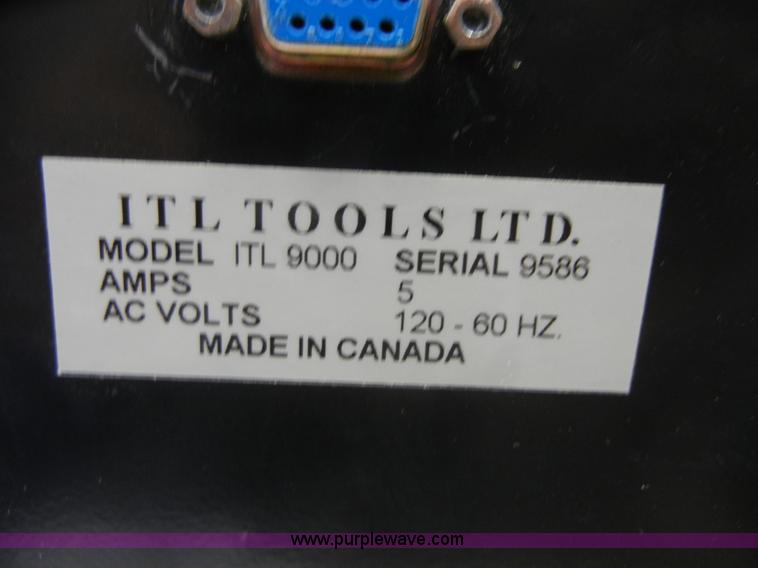 ITL TOOLS LTD.
MODEL ITL 9000 SERIAL 9586
AMPS 5
AC VOLTS 120 - 60 HZ.
MADE IN CANADA
www.purplewave.com